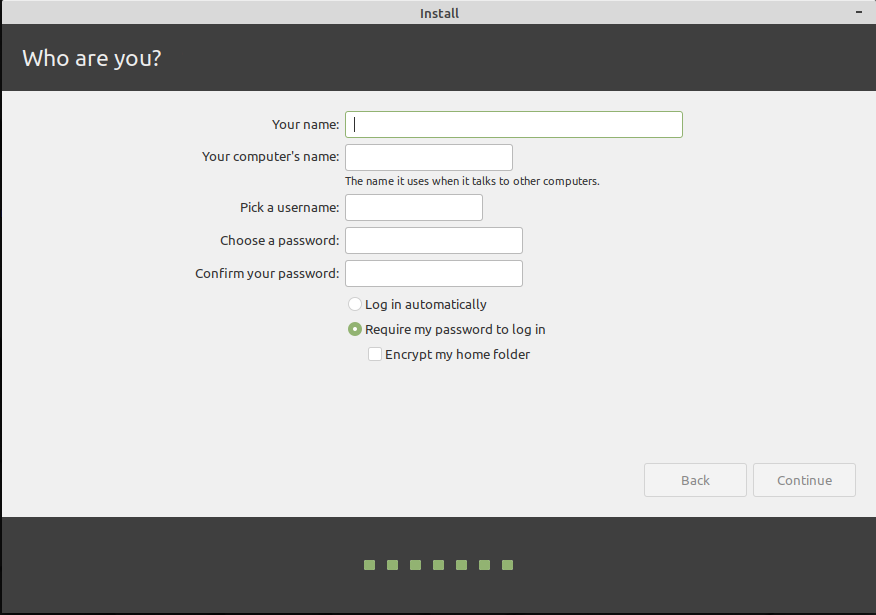 Install
Who are you?
Your name:
Your computer's name:
The name it uses when it talks to other computers.
Pick a username:
Choose a password:
Confirm your password:
Log in automatically
Require my password to log in
Encrypt my home folder
Back Continue